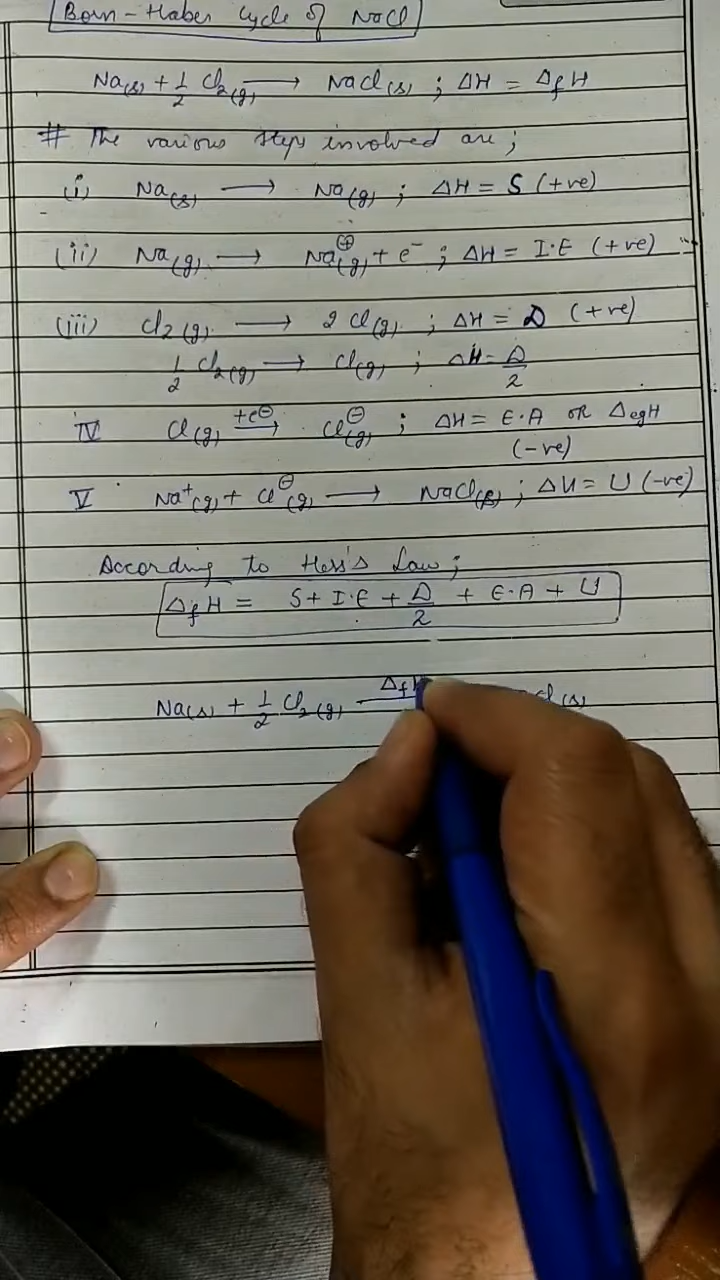 Born-Haber Cycle of NaCl
Na(s) + 1/2 Cl2(g) ⟶ NaCl(s) ; ΔH = ΔfH
# The various steps involved are ;
(i) Na(s) ⟶ Na(g) ; ΔH = S (+ve)
(ii) Na(g) ⟶ Na⊕(g) + e⁻ ; ΔH = I·E (+ve)
(iii) Cl2(g) ⟶ 2Cl(g) ; ΔH = D (+ve)
1/2 Cl2(g) ⟶ Cl(g) ; ΔH = D/2
IV Cl(g) +e⊖⟶ Cl⊖(g) ; ΔH = E·A OR ΔegH
(-ve)
V Na⁺(g) + Cl⊖(g) ⟶ NaCl(s) ; ΔH = U (-ve)
According to Hess's Law ;
ΔfH = S + I·E + D/2 + E·A + U
Na(s) + 1/2 Cl2(g) ΔfH (s)